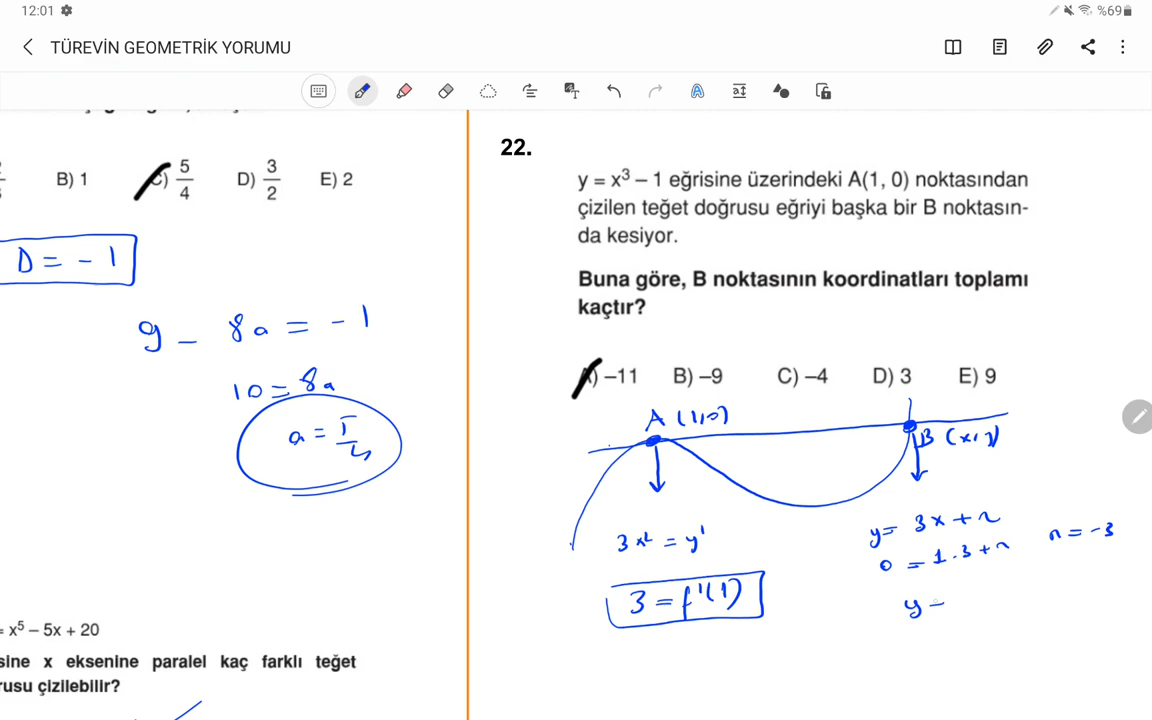 12:01
%69
TÜREVİN GEOMETRİK YORUMU
B) 1 C) 5/4 D) 3/2 E) 2
D = - 1
9 - 8a = - 1
10 = 8a
a = 5/4
= x⁵ – 5x + 20
sine x eksenine paralel kaç farklı teğet
rusu çizilebilir?
22.
y = x³ – 1 eğrisine üzerindeki A(1, 0) noktasından
çizilen teğet doğrusu eğriyi başka bir B noktasın-
da kesiyor.
Buna göre, B noktasının koordinatları toplamı
kaçtır?
A) –11 B) –9 C) –4 D) 3 E) 9
A (1,0)
B (x,y)
3x² = y'
3 = f'(1)
y = 3x + n
0 = 1.3 + n
n = -3
y =